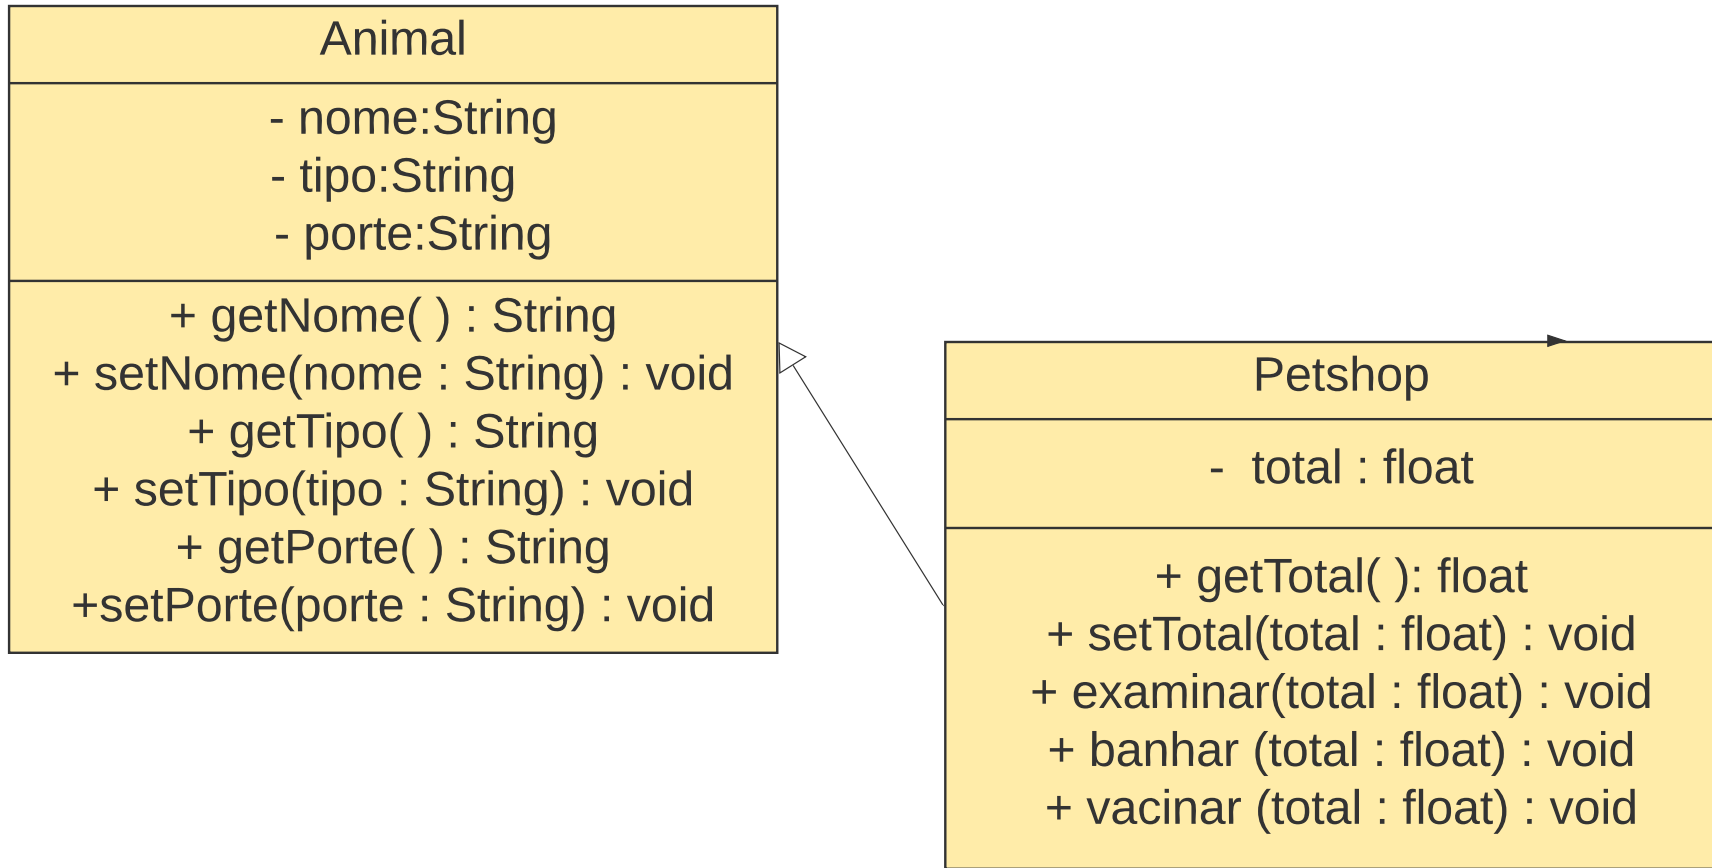 Animal
- nome:String
- tipo:String
- porte:String
+ getNome( ) : String
+ setNome(nome : String) : void
+ getTipo( ) : String
+ setTipo(tipo : String) : void
+ getPorte( ) : String
+setPorte(porte : String) : void
Petshop
- total : float
+ getTotal( ): float
+ setTotal(total : float) : void
+ examinar(total : float) : void
+ banhar (total : float) : void
+ vacinar (total : float) : void